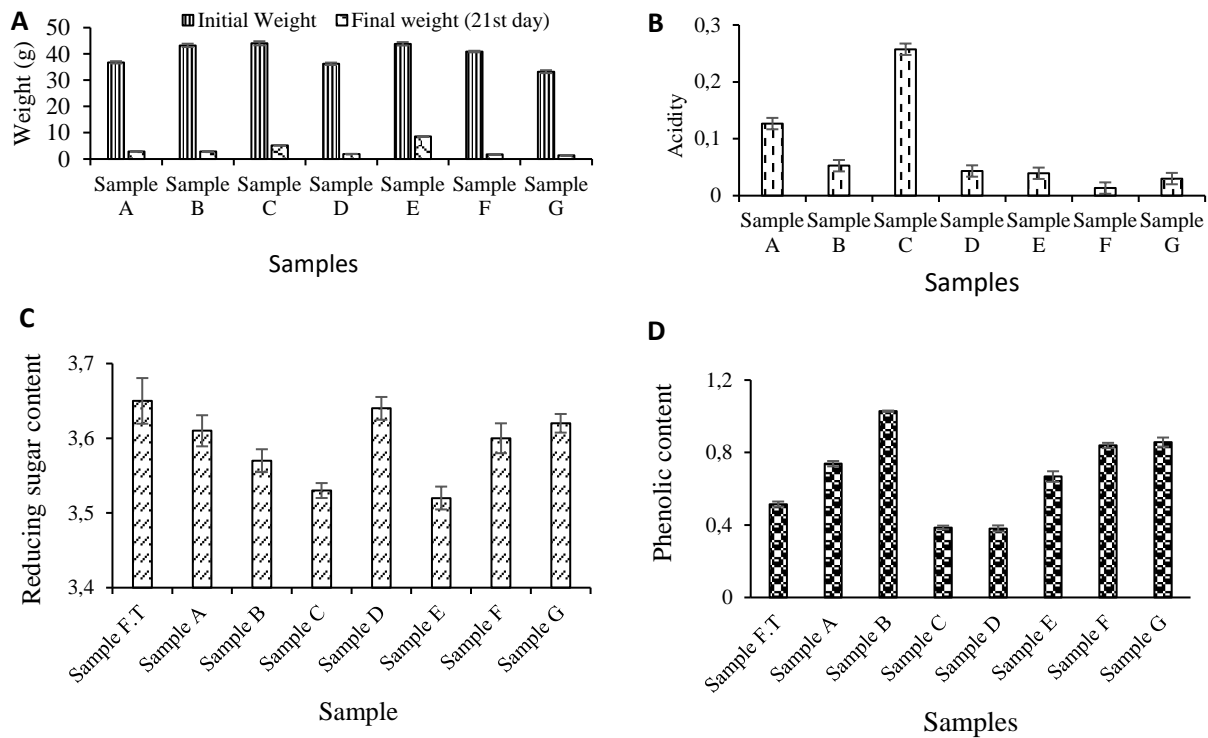 A
Initial Weight Final weight (21st day)
Weight (g)
50
40
30
20
10
0
Sample A
Sample B
Sample C
Sample D
Sample E
Sample F
Sample G
Samples
B
Acidity
0,3
0,2
0,1
0
Sample A
Sample B
Sample C
Sample D
Sample E
Sample F
Sample G
Samples
C
Reducing sugar content
3,7
3,6
3,5
3,4
Sample F.T
Sample A
Sample B
Sample C
Sample D
Sample E
Sample F
Sample G
Sample
D
Phenolic content
1,2
0,8
0,4
0
Sample F.T
Sample A
Sample B
Sample C
Sample D
Sample E
Sample F
Sample G
Samples